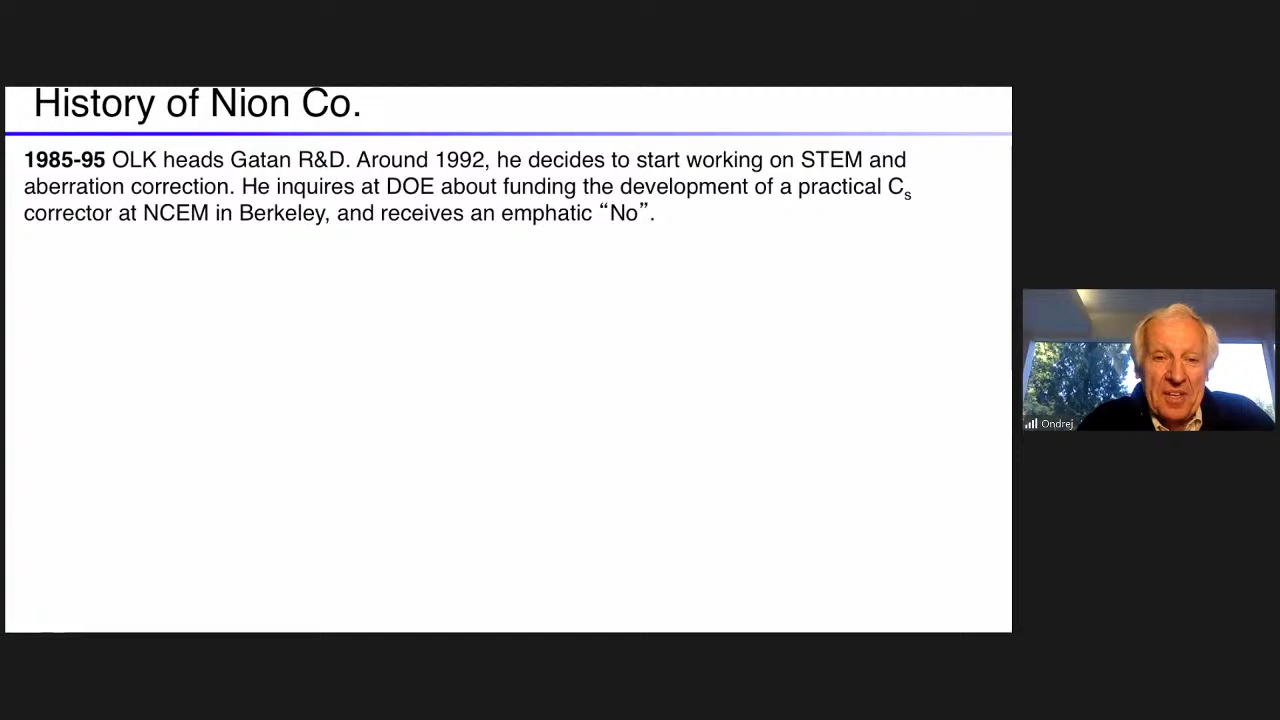 History of Nion Co.
1985-95 OLK heads Gatan R&D. Around 1992, he decides to start working on STEM and
aberration correction. He inquires at DOE about funding the development of a practical Cs
corrector at NCEM in Berkeley, and receives an emphatic “No”.
Ondrej